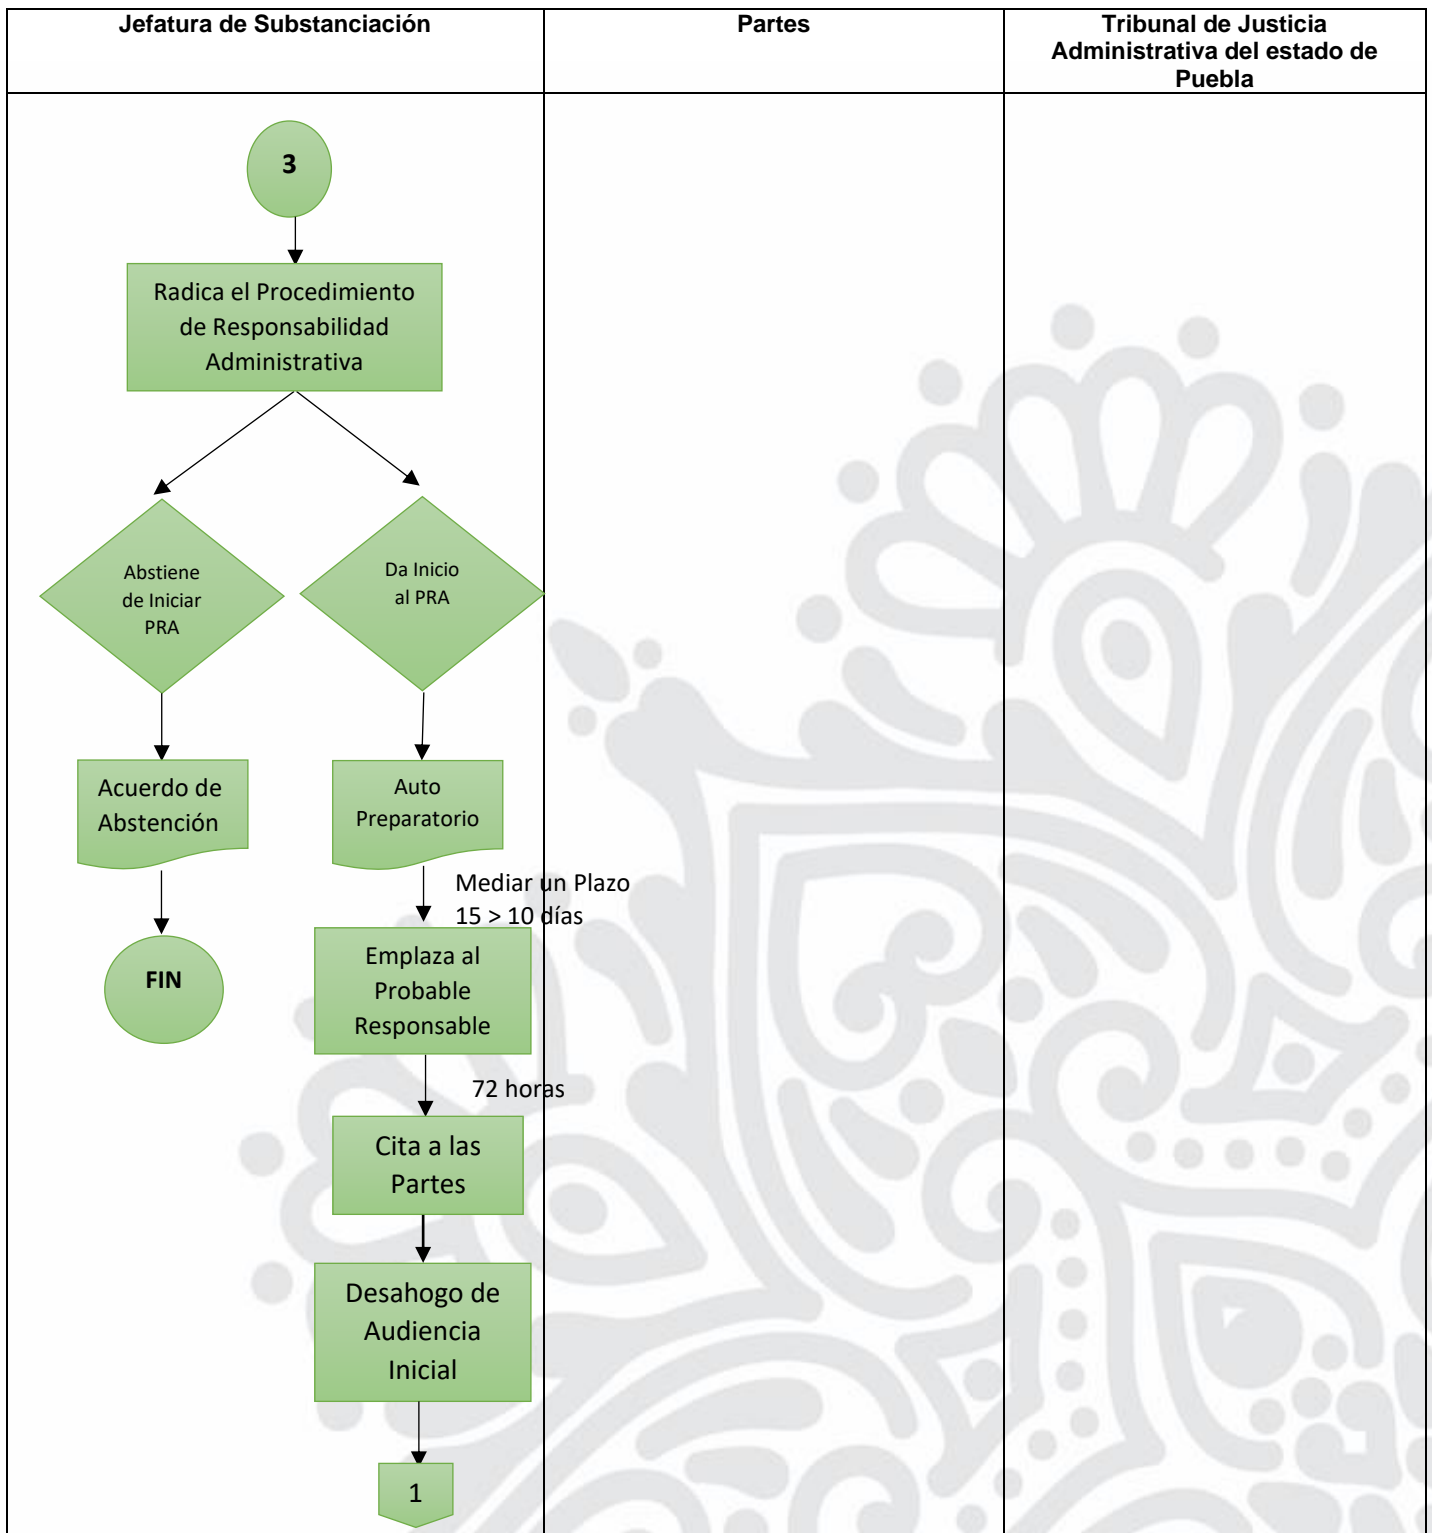 Jefatura de Substanciación
Partes
Tribunal de Justicia
Administrativa del estado de
Puebla
3
Radica el Procedimiento
de Responsabilidad
Administrativa
Abstiene
de Iniciar
PRA
Da Inicio
al PRA
Acuerdo de
Abstención
Auto
Preparatorio
Mediar un Plazo
15 > 10 días
FIN
Emplaza al
Probable
Responsable
72 horas
Cita a las
Partes
Desahogo de
Audiencia
Inicial
1